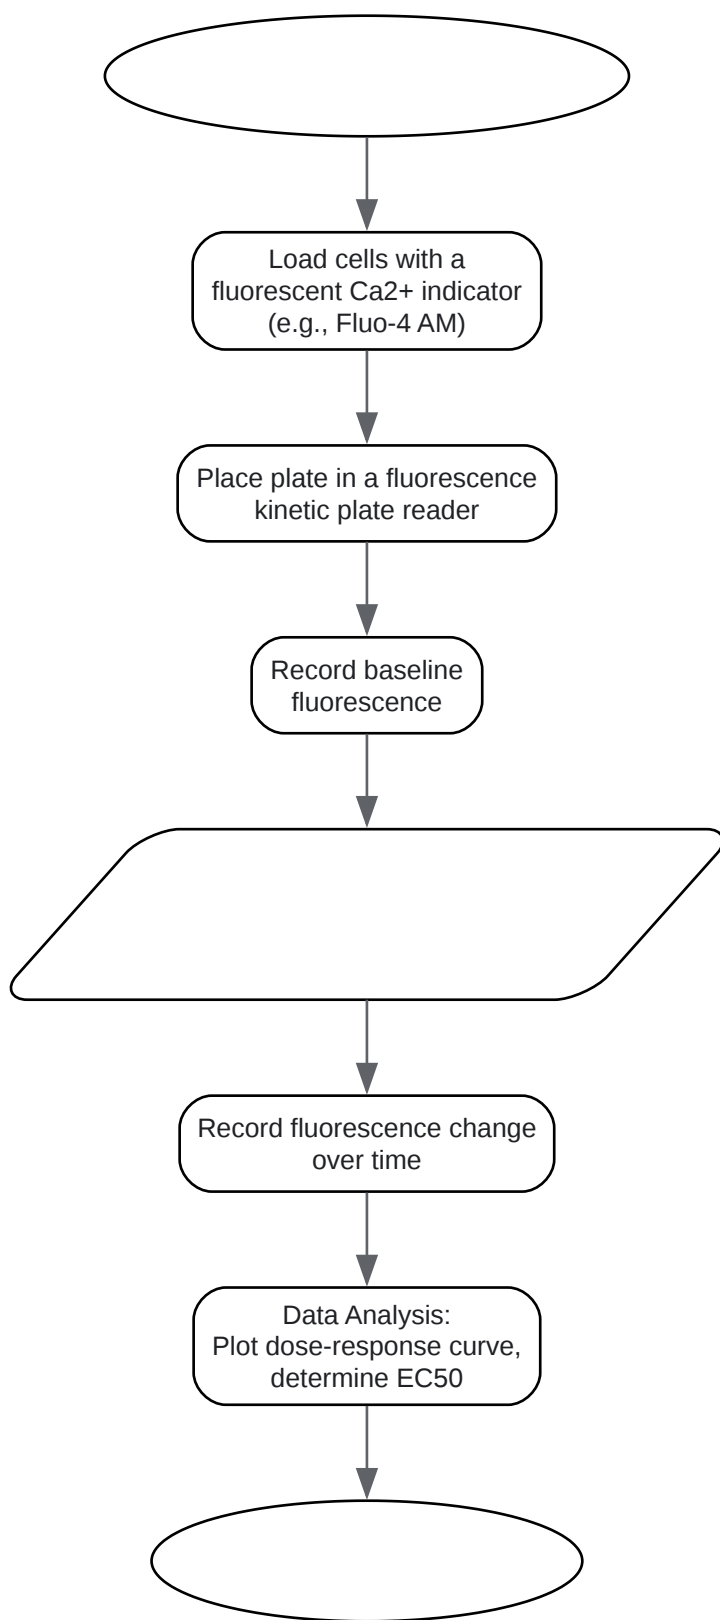 Load cells with a
fluorescent Ca2+ indicator
(e.g., Fluo-4 AM)
Place plate in a fluorescence
kinetic plate reader
Record baseline
fluorescence
Record fluorescence change
over time
Data Analysis:
Plot dose-response curve,
determine EC50